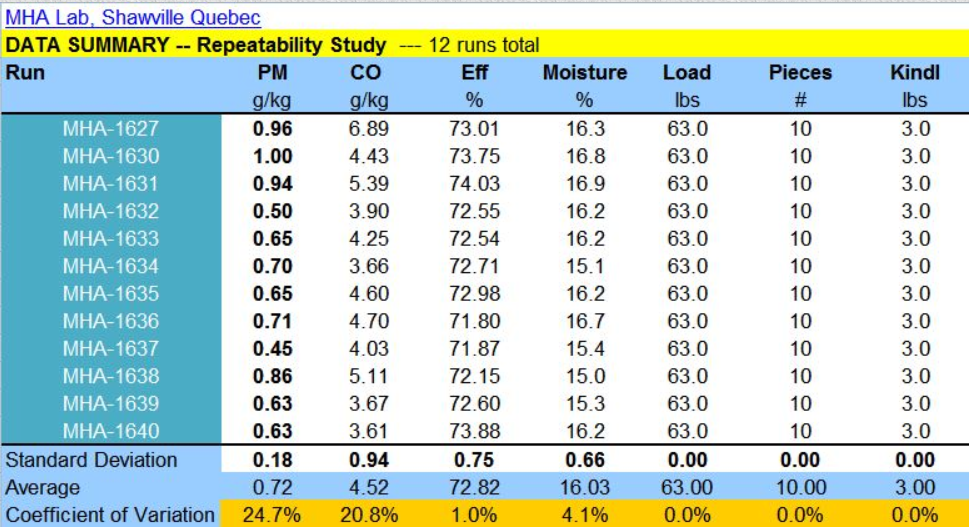 MHA Lab, Shawville Quebec
DATA SUMMARY -- Repeatability Study --- 12 runs total
Run PM CO Eff Moisture Load Pieces Kindl
g/kg g/kg % % lbs # lbs
MHA-1627 0.96 6.89 73.01 16.3 63.0 10 3.0
MHA-1630 1.00 4.43 73.75 16.8 63.0 10 3.0
MHA-1631 0.94 5.39 74.03 16.9 63.0 10 3.0
MHA-1632 0.50 3.90 72.55 16.2 63.0 10 3.0
MHA-1633 0.65 4.25 72.54 16.2 63.0 10 3.0
MHA-1634 0.70 3.66 72.71 15.1 63.0 10 3.0
MHA-1635 0.65 4.60 72.98 16.2 63.0 10 3.0
MHA-1636 0.71 4.70 71.80 16.7 63.0 10 3.0
MHA-1637 0.45 4.03 71.87 15.4 63.0 10 3.0
MHA-1638 0.86 5.11 72.15 15.0 63.0 10 3.0
MHA-1639 0.63 3.67 72.60 15.3 63.0 10 3.0
MHA-1640 0.63 3.61 73.88 16.2 63.0 10 3.0
Standard Deviation 0.18 0.94 0.75 0.66 0.00 0.00 0.00
Average 0.72 4.52 72.82 16.03 63.00 10.00 3.00
Coefficient of Variation 24.7% 20.8% 1.0% 4.1% 0.0% 0.0% 0.0%